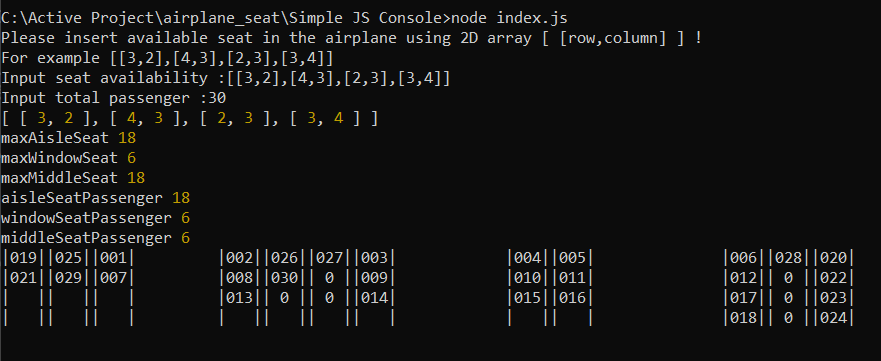 C:\Active Project\airplane_seat\Simple JS Console>node index.js
Please insert available seat in the airplane using 2D array [ [row,column] ] !
For example [[3,2],[4,3],[2,3],[3,4]]
Input seat availability :[[3,2],[4,3],[2,3],[3,4]]
Input total passenger :30
[ [ 3, 2 ], [ 4, 3 ], [ 2, 3 ], [ 3, 4 ] ]
maxAisleSeat 18
maxWindowSeat 6
maxMiddleSeat 18
aisleSeatPassenger 18
windowSeatPassenger 6
middleSeatPassenger 6
|019||025||001|         |002||026||027||003|            |004||005|              |006||028||020|
|021||029||007|         |008||030|| 0 ||009|            |010||011|              |012|| 0 ||022|
|   ||   ||   |         |013|| 0 || 0 ||014|            |015||016|              |017|| 0 ||023|
|   ||   ||   |         |   ||   ||   ||   |            |   ||   |              |018|| 0 ||024|